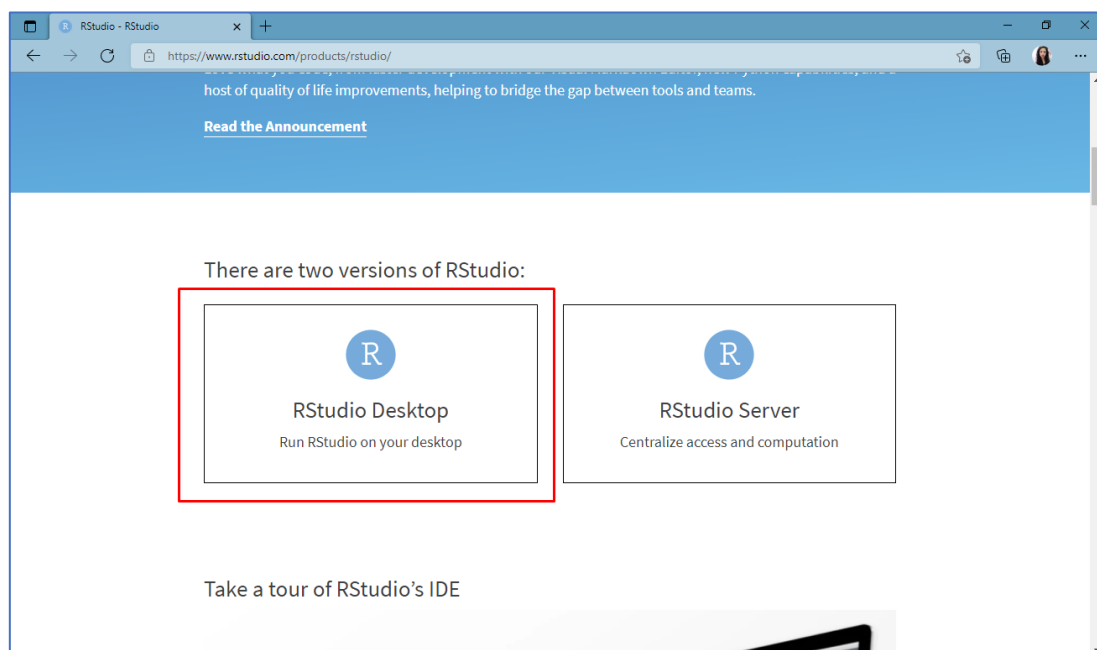 RStudio - RStudio
https://www.rstudio.com/products/rstudio/
host of quality of life improvements, helping to bridge the gap between tools and teams.
Read the Announcement
There are two versions of RStudio:
R
R
RStudio Desktop
RStudio Server
Run RStudio on your desktop
Centralize access and computation
Take a tour of RStudio’s IDE